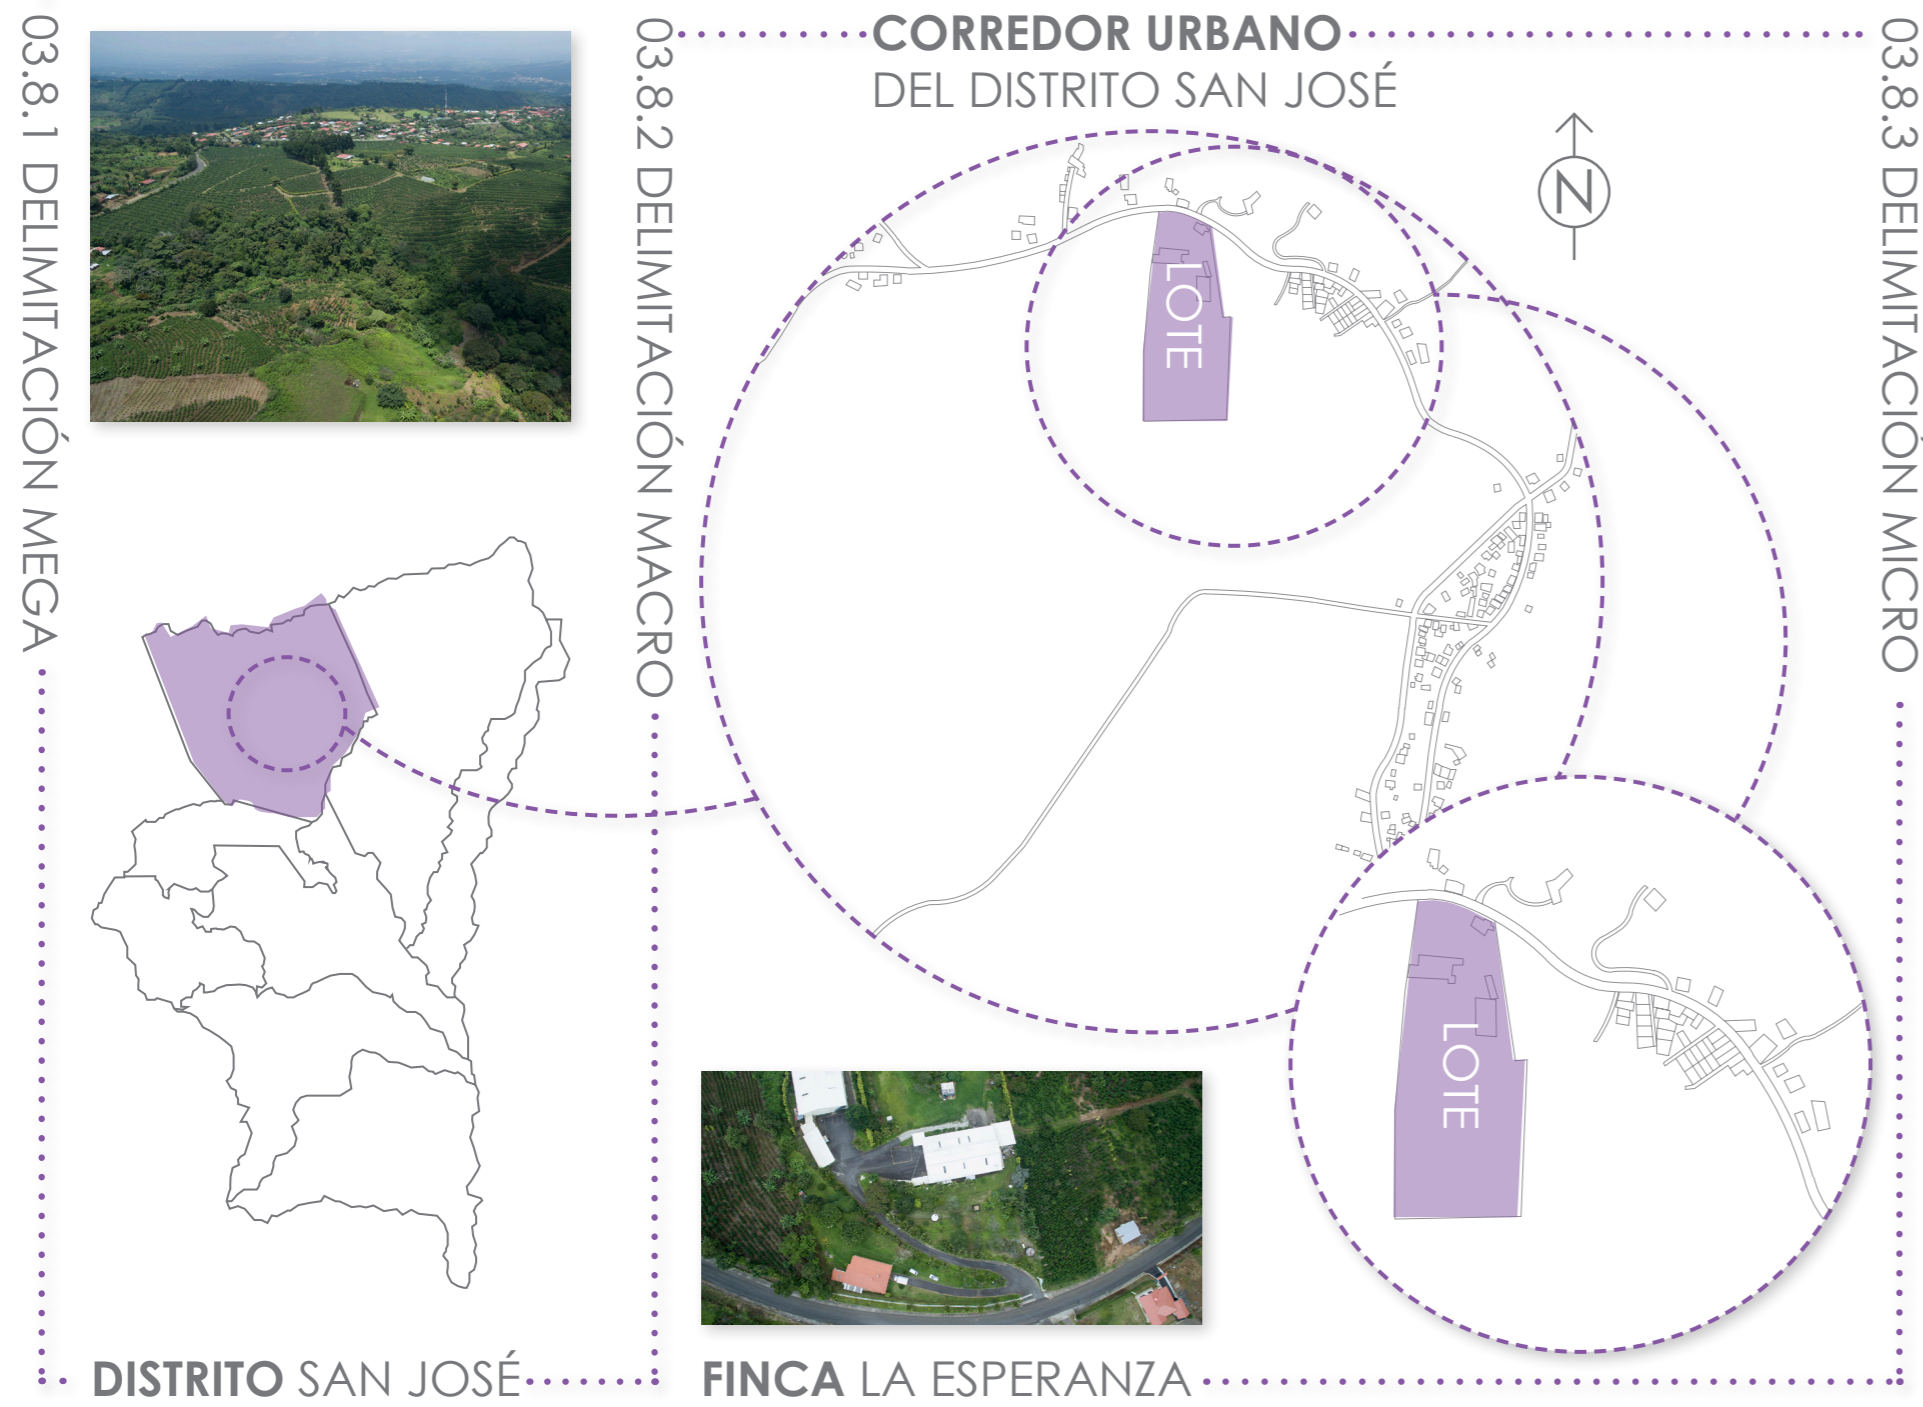 03.8.1 DELIMITACIÓN MEGA
03.8.2 DELIMITACIÓN MACRO
CORREDOR URBANO
DEL DISTRITO SAN JOSÉ
03.8.3 DELIMITACIÓN MICRO
N
LOTE
LOTE
DISTRITO SAN JOSÉ
FINCA LA ESPERANZA